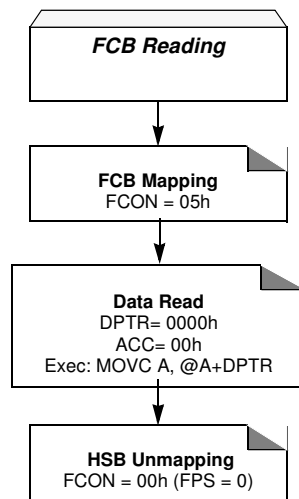 FCB Reading
FCB Mapping
FCON = 05h
Data Read
DPTR= 0000h
ACC= 00h
Exec: MOVC A, @A+DPTR
HSB Unmapping
FCON = 00h (FPS = 0)